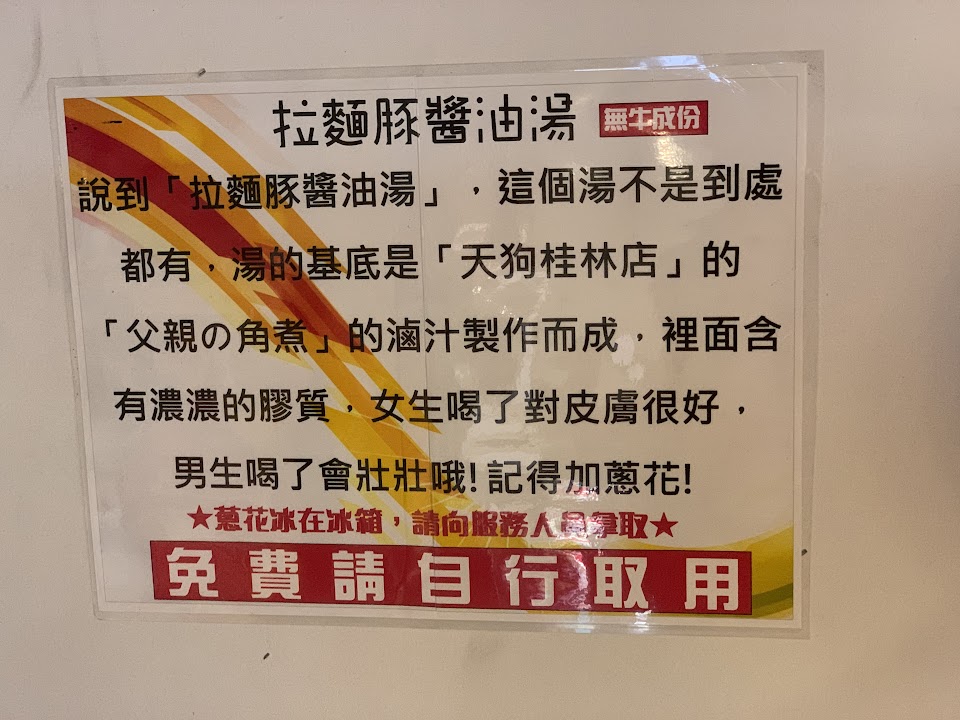 拉麵豚醬油湯 無牛成份
說到「拉麵豚醬油湯」，這個湯不是到處
都有，湯的基底是「天狗桂林店」的
「父親の角煮」的滷汁製作而成，裡面含
有濃濃的膠質，女生喝了對皮膚很好，
男生喝了會壯壯哦!記得加蔥花!
★蔥花冰在冰箱，請向服務人員拿取★
免費請自行取用